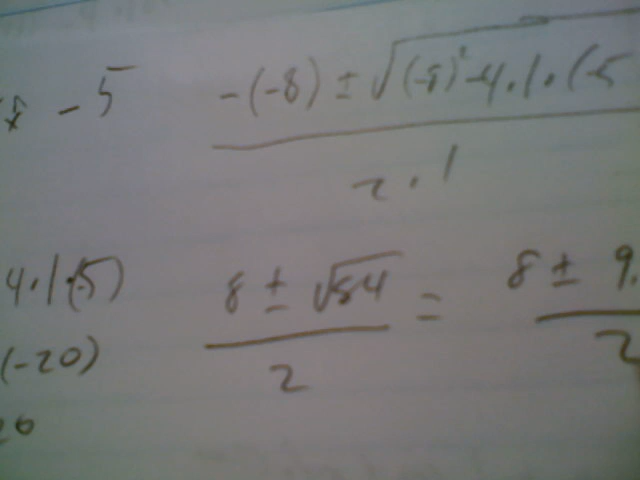 x - 5
-(-8) ± √(-8)² - 4 · 1 · (-5
2 · 1
4 · 1 (-5)
8 ± √84 = 8 ± 9.
2 2
(-20)
20